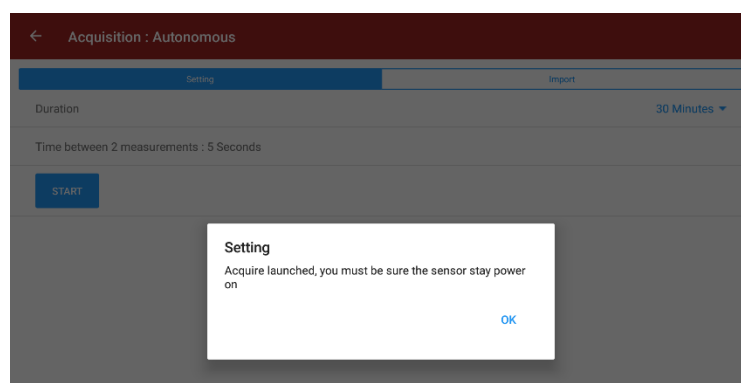 Acquisition : Autonomous
Setting
Import
Duration
30 Minutes
Time between 2 measurements : 5 Seconds
START
Setting
Acquire launched, you must be sure the sensor stay power
on
OK